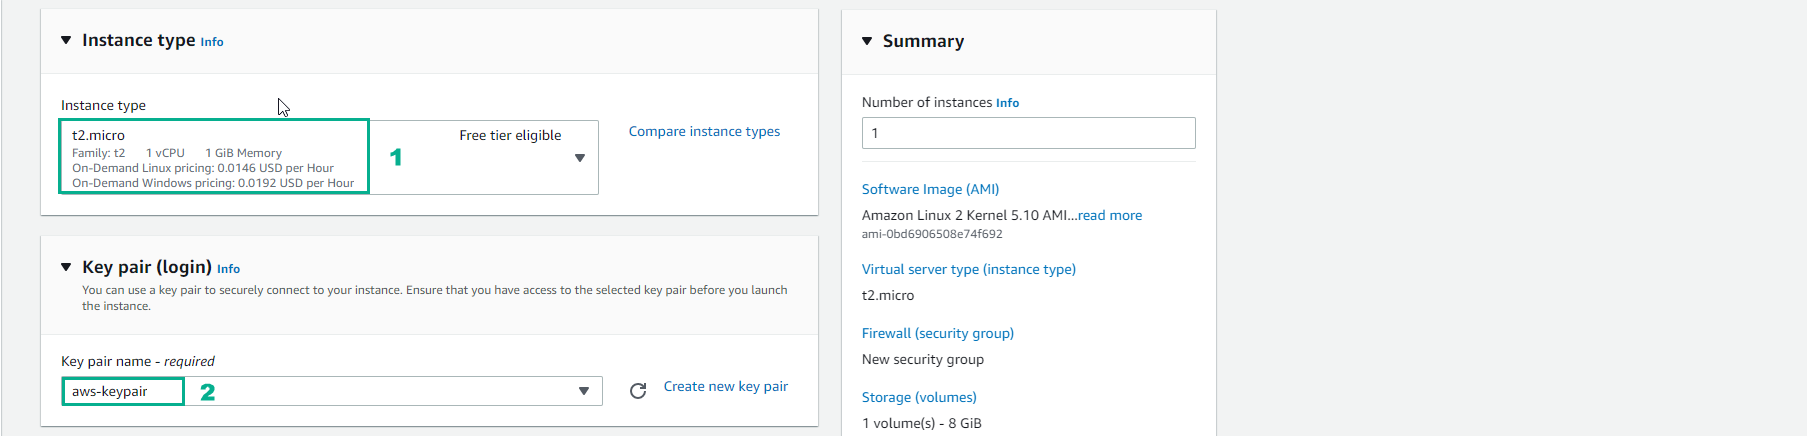 Instance type Info
Instance type
t2.micro
Free tier eligible
Family: t2 1 vCPU 1 GiB Memory
On-Demand Linux pricing: 0.0146 USD per Hour
On-Demand Windows pricing: 0.0192 USD per Hour
1
Compare instance types
Key pair (login) Info
You can use a key pair to securely connect to your instance. Ensure that you have access to the selected key pair before you launch
the instance.
Key pair name - required
aws-keypair
2
Create new key pair
Summary
Number of instances Info
1
Software Image (AMI)
Amazon Linux 2 Kernel 5.10 AMI...read more
ami-0bd6906508e74f692
Virtual server type (instance type)
t2.micro
Firewall (security group)
New security group
Storage (volumes)
1 volume(s) - 8 GiB